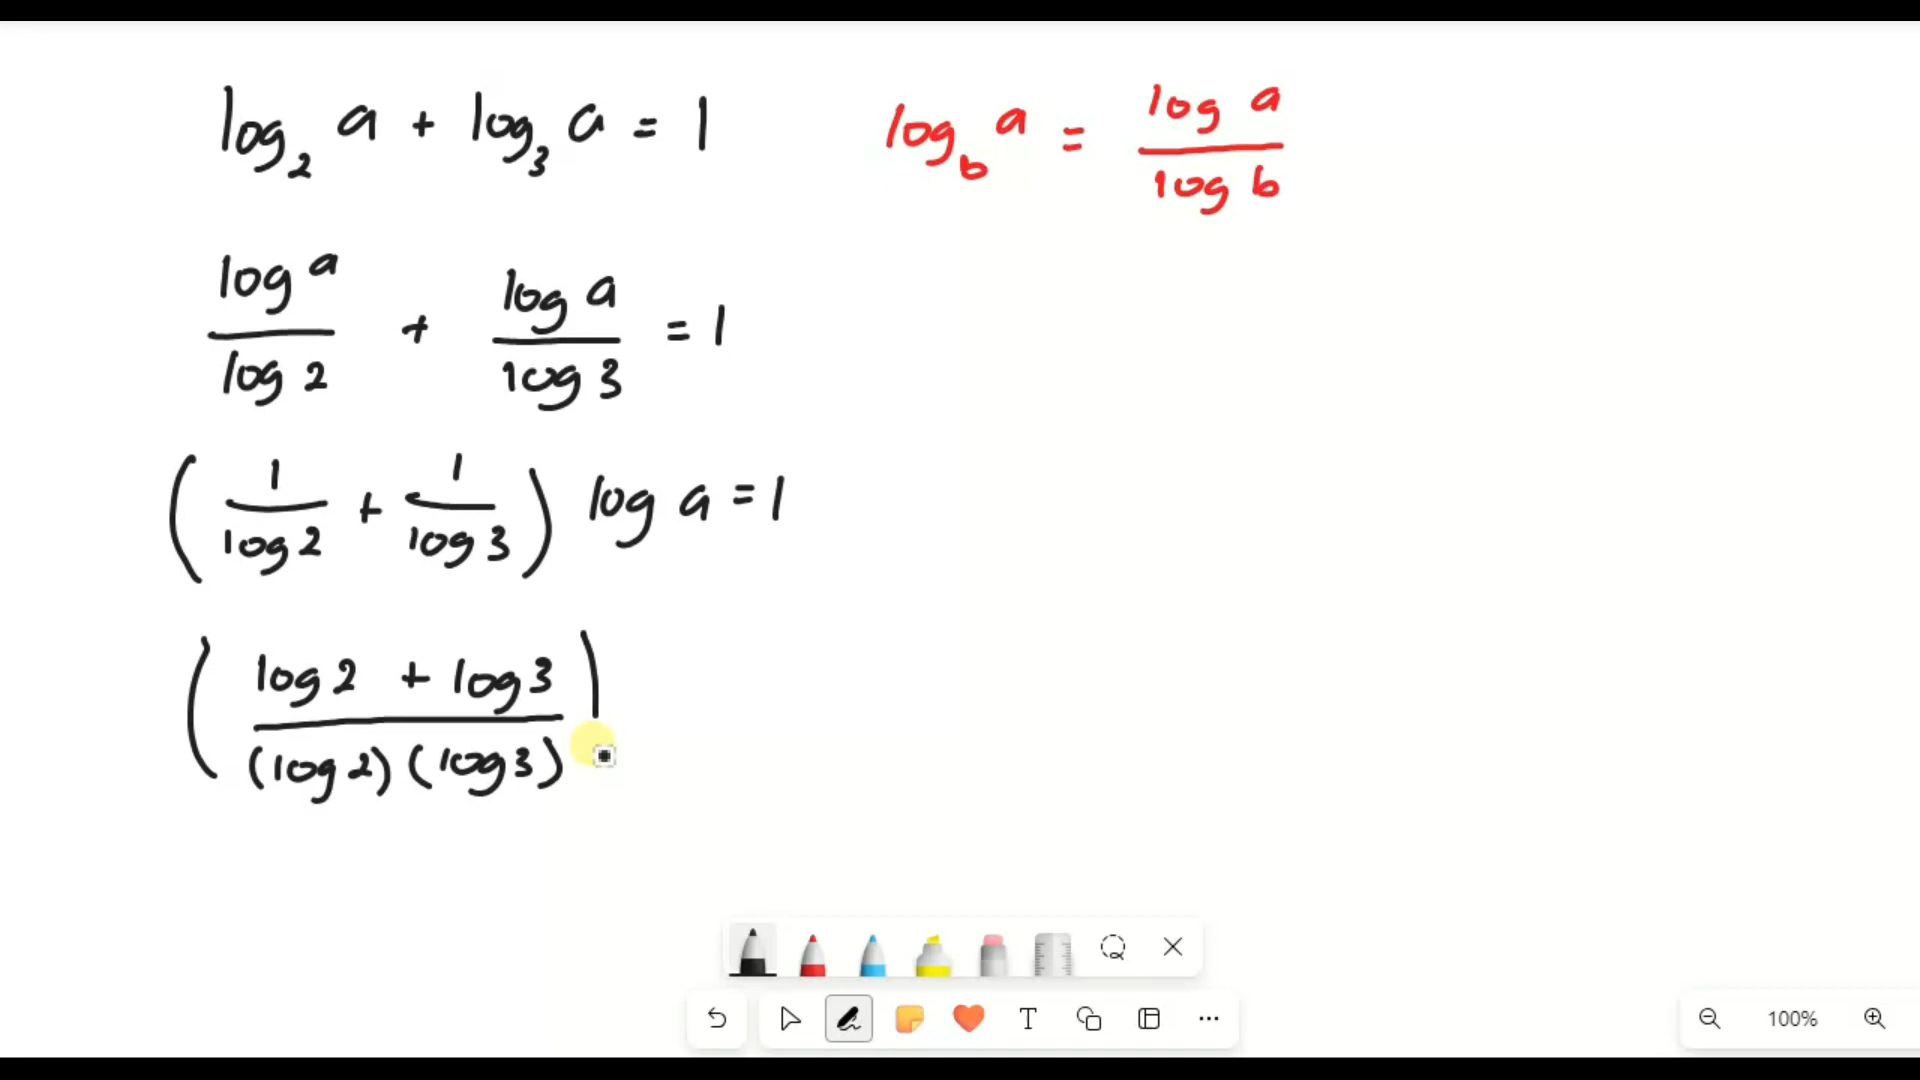 log₂ a + log₃ a = 1
log_b a = log a / log b
log a / log 2 + log a / log 3 = 1
( 1 / log 2 + 1 / log 3 ) log a = 1
( log 2 + log 3 / (log 2) (log 3) )
T
100%